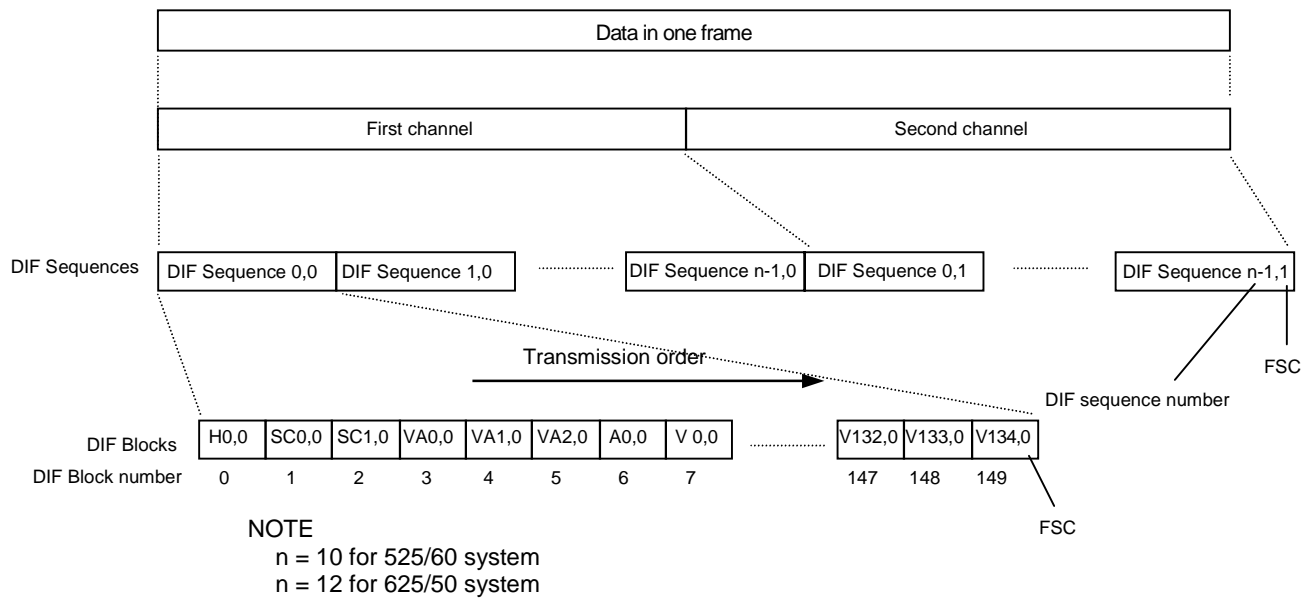 Data in one frame
First channel Second channel
DIF Sequences DIF Sequence 0,0 DIF Sequence 1,0 DIF Sequence n-1,0 DIF Sequence 0,1 DIF Sequence n-1,1
Transmission order
FSC
DIF sequence number
DIF Blocks H0,0 SC0,0 SC1,0 VA0,0 VA1,0 VA2,0 A0,0 V 0,0 V132,0 V133,0 V134,0
DIF Block number 0 1 2 3 4 5 6 7 147 148 149
FSC
NOTE
n = 10 for 525/60 system
n = 12 for 625/50 system